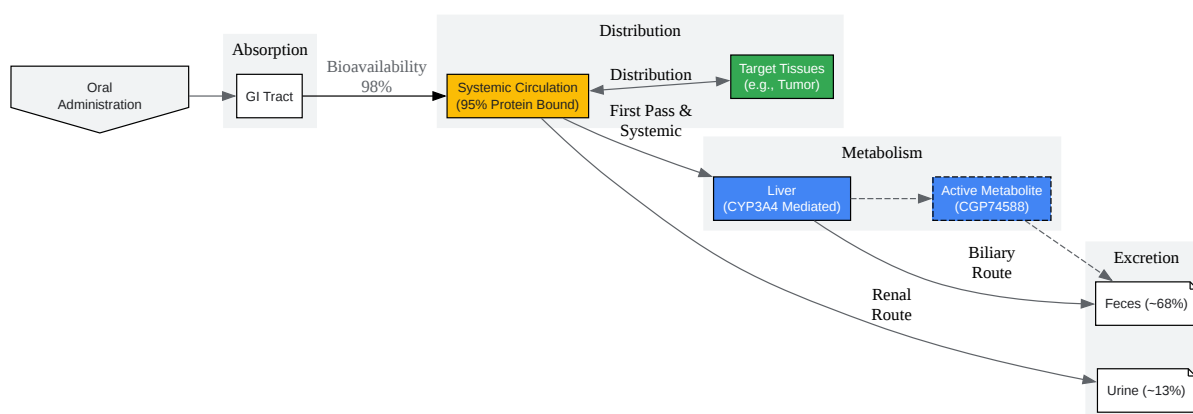 Distribution
Absorption
Bioavailability
98%
Oral
Administration
GI Tract
Systemic Circulation
(95% Protein Bound)
Distribution
Target Tissues
(e.g., Tumor)
First Pass &
Systemic
Metabolism
Liver
(CYP3A4 Mediated)
Active Metabolite
(CGP74588)
Biliary
Route
Excretion
Renal
Route
Feces (~68%)
Urine (~13%)